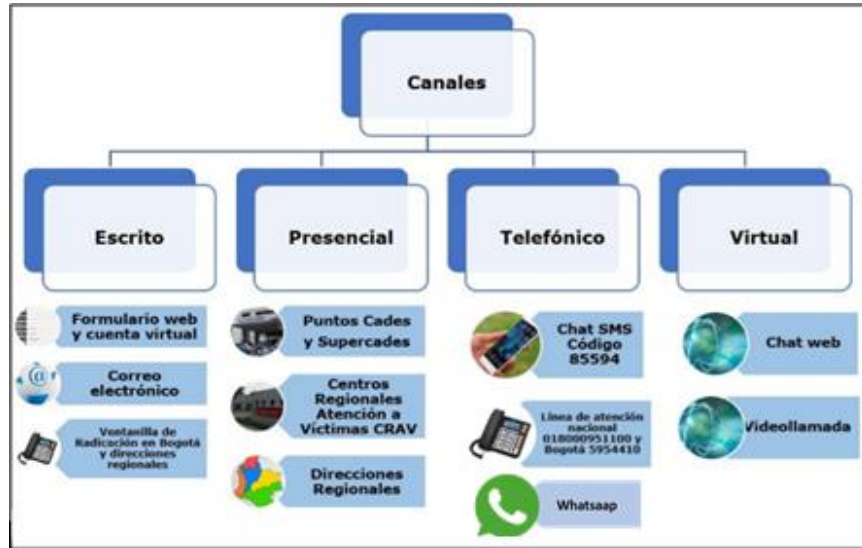 Canales
Escrito
Formulario web
y cuenta virtual
Correo
electrónico
Ventanilla de
Radicación en Bogotá
y direcciones
regionales
Presencial
Puntos Cades
y Supercades
Centros
Regionales
Atención a
Víctimas CRAV
Direcciones
Regionales
Telefónico
Chat SMS
Código
85594
Línea de atención
nacional
018000951100 y
Bogotá 5954410
Whatsaap
Virtual
Chat web
Videollamada